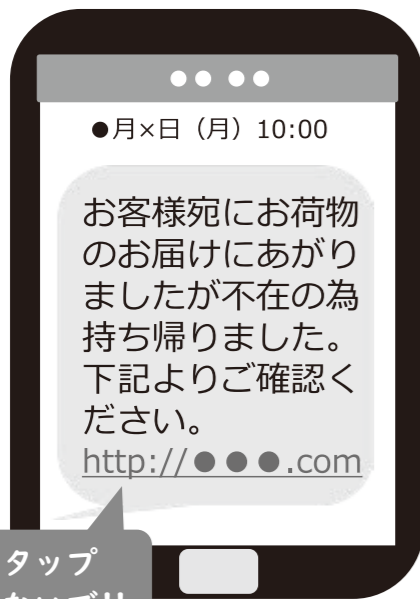 ●● ●●
●月×日（月）10:00
お客様宛にお荷物
のお届けにあがり
ましたが不在の為
持ち帰りました。
下記よりご確認く
ださい。
http://●●●.com
タップ